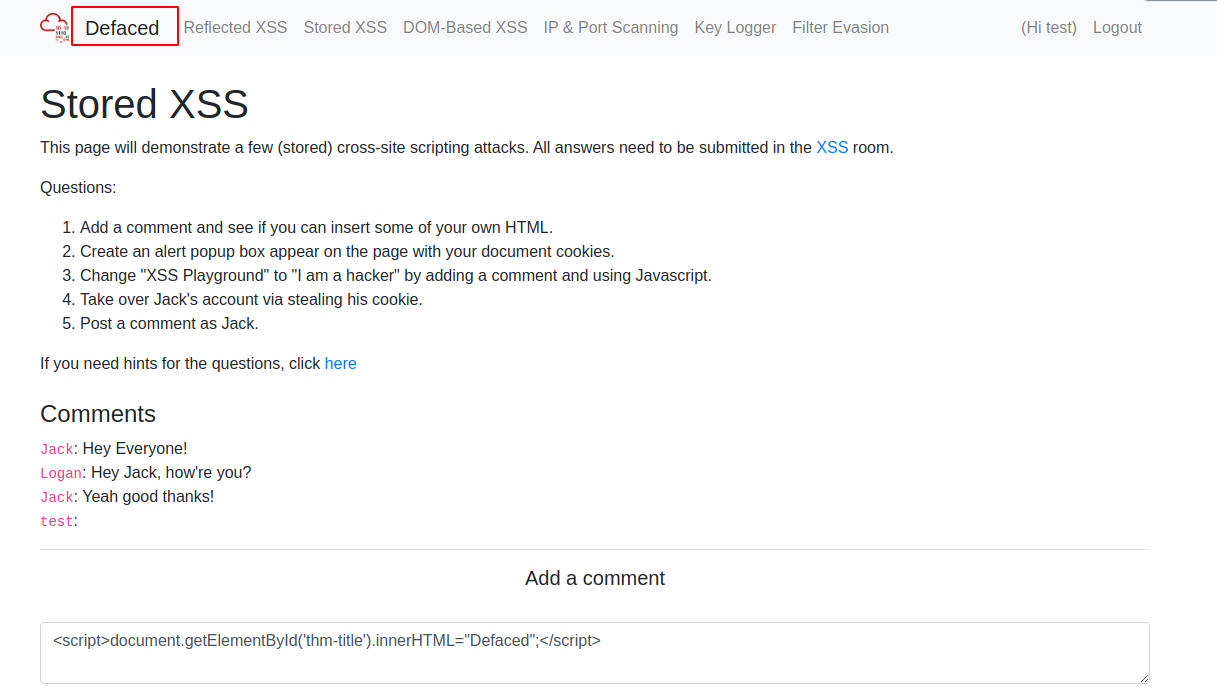 Defaced Reflected XSS Stored XSS DOM-Based XSS IP & Port Scanning Key Logger Filter Evasion (Hi test) Logout
Stored XSS
This page will demonstrate a few (stored) cross-site scripting attacks. All answers need to be submitted in the XSS room.
Questions:
1. Add a comment and see if you can insert some of your own HTML.
2. Create an alert popup box appear on the page with your document cookies.
3. Change "XSS Playground" to "I am a hacker" by adding a comment and using Javascript.
4. Take over Jack's account via stealing his cookie.
5. Post a comment as Jack.
If you need hints for the questions, click here
Comments
Jack: Hey Everyone!
Logan: Hey Jack, how're you?
Jack: Yeah good thanks!
test:
Add a comment
<script>document.getElementById('thm-title').innerHTML="Defaced";</script>